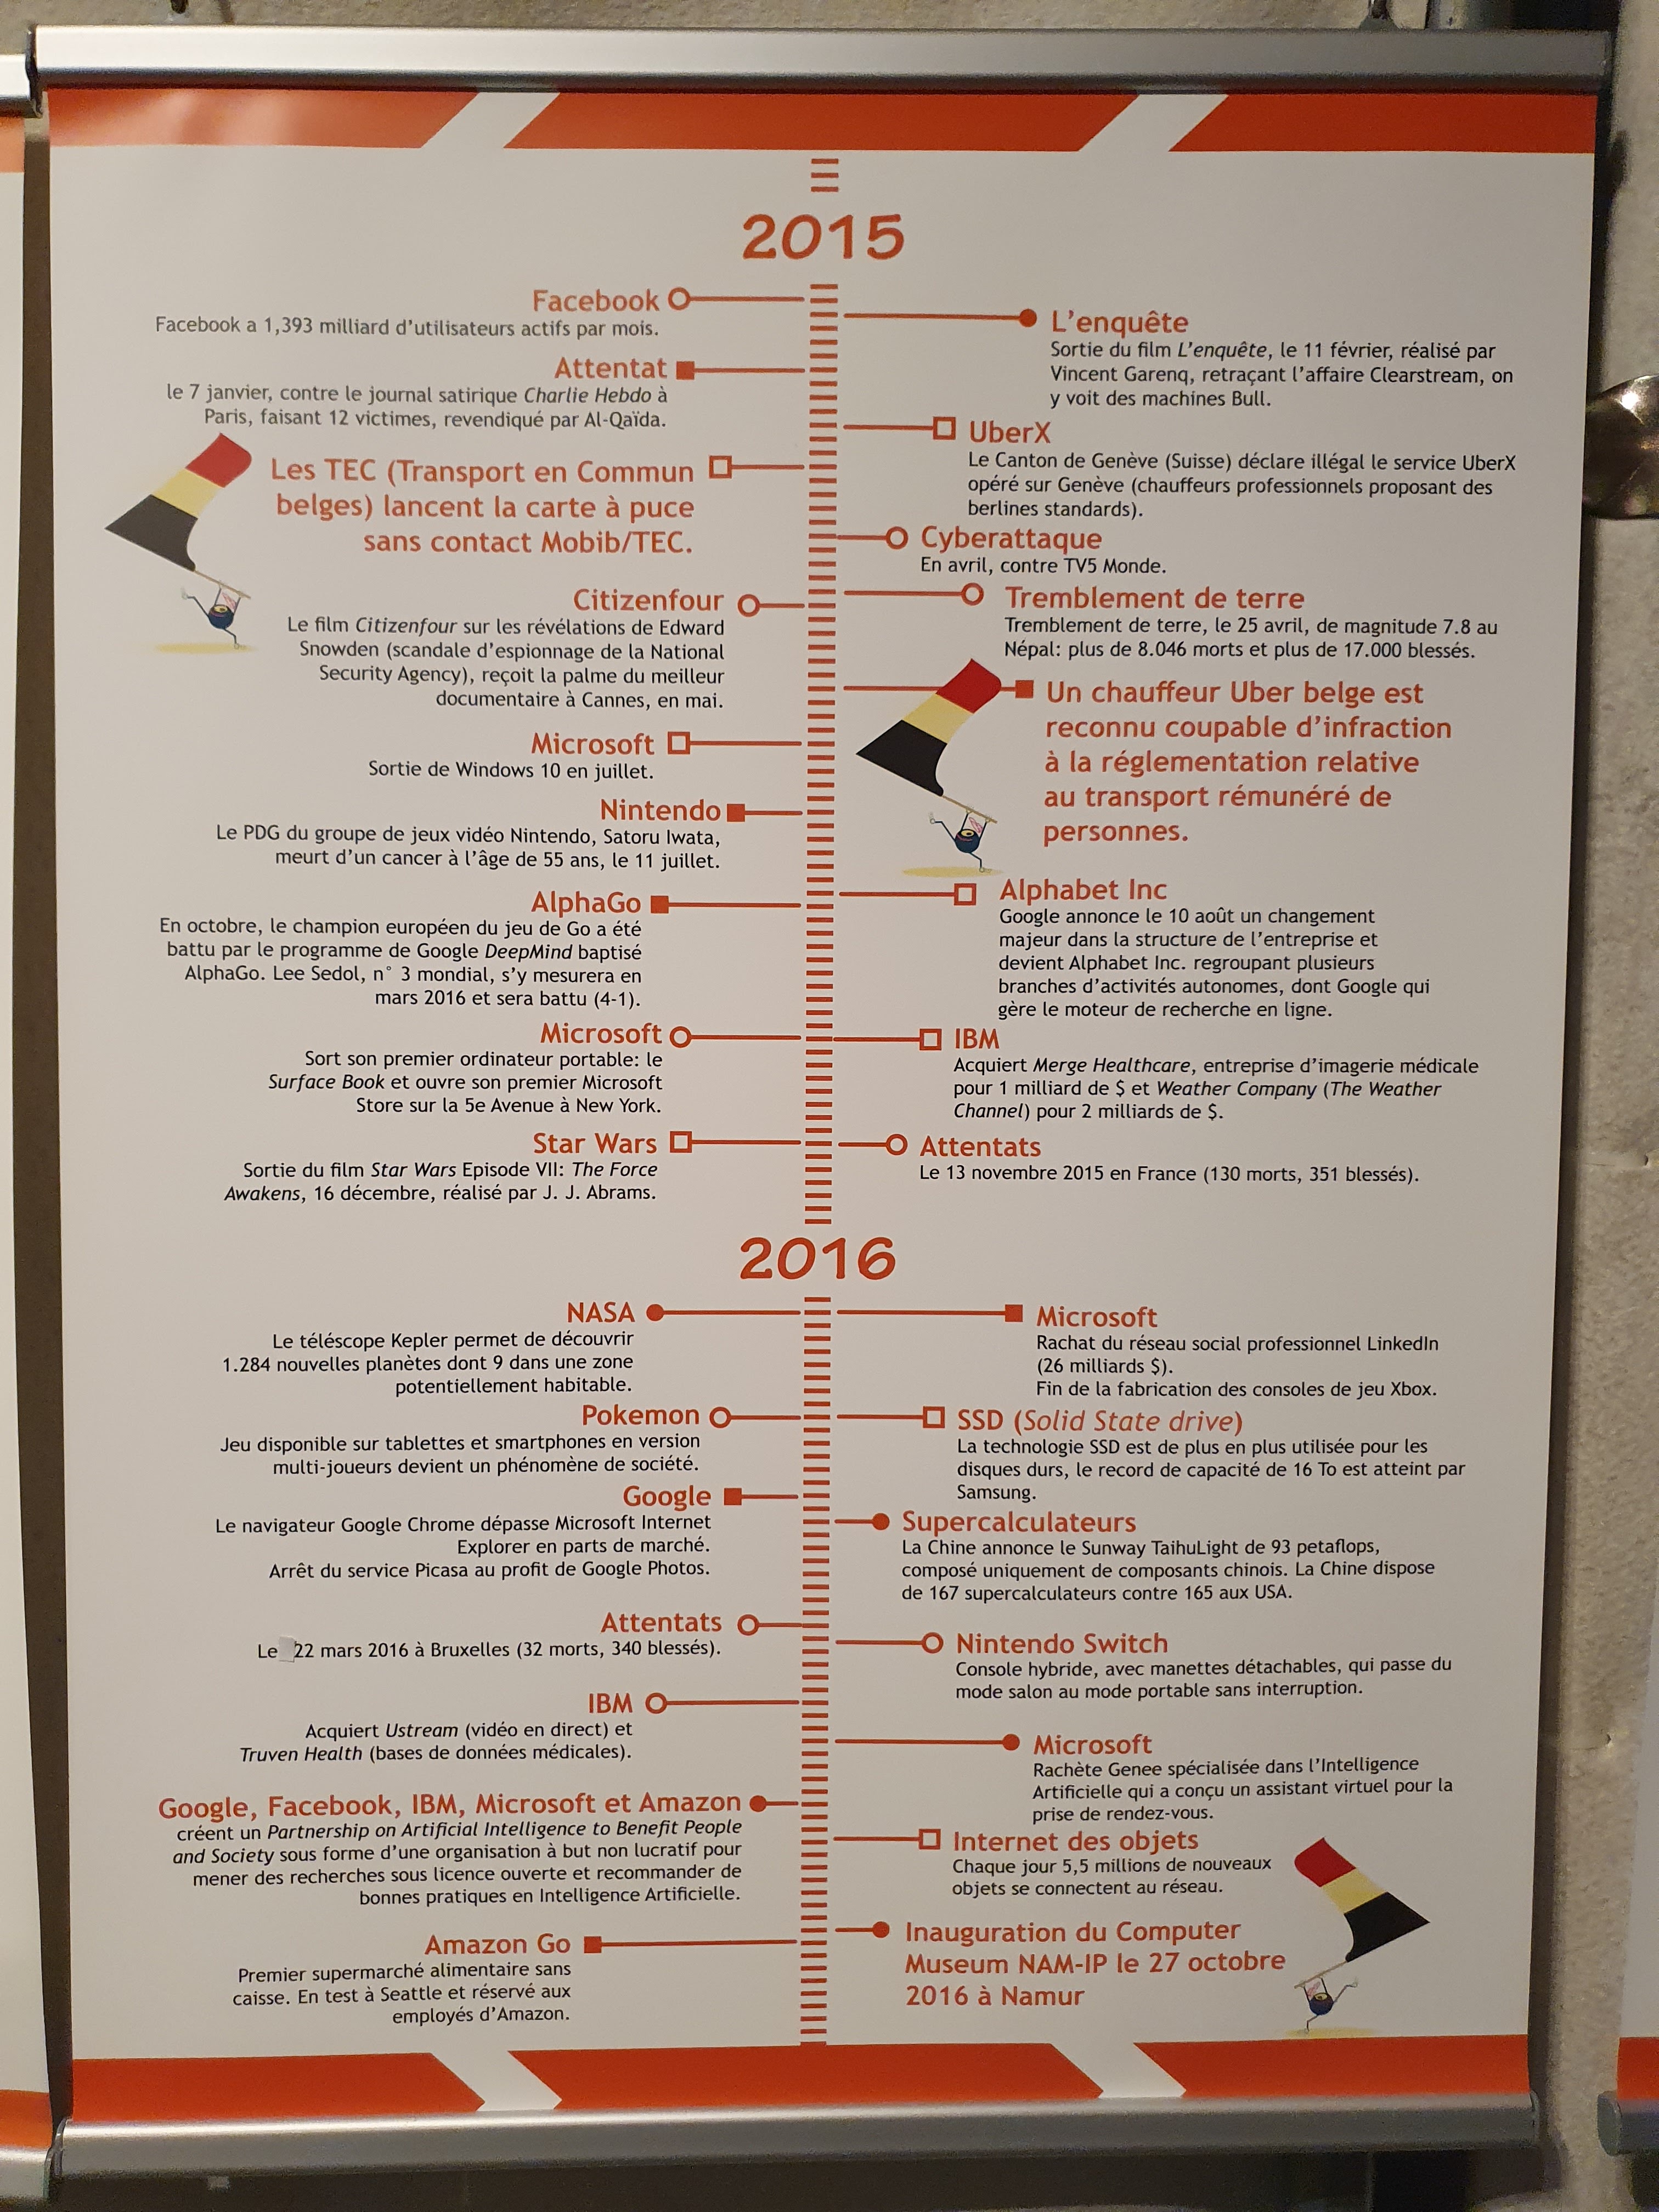 2015
Facebook
Facebook a 1,393 milliard d'utilisateurs actifs par mois.
L'enquête
Sortie du film L'enquête, le 11 février, réalisé par
Vincent Garenq, retraçant l'affaire Clearstream, on
y voit des machines Bull.
Attentat
le 7 janvier, contre le journal satirique Charlie Hebdo à
Paris, faisant 12 victimes, revendiqué par Al-Qaïda.
UberX
Le Canton de Genève (Suisse) déclare illégal le service UberX
opéré sur Genève (chauffeurs professionnels proposant des
berlines standards).
Les TEC (Transport en Commun
belges) lancent la carte à puce
sans contact Mobib/TEC.
Cyberattaque
En avril, contre TV5 Monde.
Citizenfour
Le film Citizenfour sur les révélations de Edward
Snowden (scandale d'espionnage de la National
Security Agency), reçoit la palme du meilleur
documentaire à Cannes, en mai.
Tremblement de terre
Tremblement de terre, le 25 avril, de magnitude 7.8 au
Népal: plus de 8.046 morts et plus de 17.000 blessés.
Un chauffeur Uber belge est
reconnu coupable d'infraction
à la réglementation relative
au transport rémunéré de
personnes.
Microsoft
Sortie de Windows 10 en juillet.
Nintendo
Le PDG du groupe de jeux vidéo Nintendo, Satoru Iwata,
meurt d'un cancer à l'âge de 55 ans, le 11 juillet.
Alphabet Inc
Google annonce le 10 août un changement
majeur dans la structure de l'entreprise et
devient Alphabet Inc. regroupant plusieurs
branches d'activités autonomes, dont Google qui
gère le moteur de recherche en ligne.
AlphaGo
En octobre, le champion européen du jeu de Go a été
battu par le programme de Google DeepMind baptisé
AlphaGo. Lee Sedol, n° 3 mondial, s'y mesurera en
mars 2016 et sera battu (4-1).
Microsoft
Sort son premier ordinateur portable: le
Surface Book et ouvre son premier Microsoft
Store sur la 5e Avenue à New York.
IBM
Acquiert Merge Healthcare, entreprise d'imagerie médicale
pour 1 milliard de $ et Weather Company (The Weather
Channel) pour 2 milliards de $.
Star Wars
Sortie du film Star Wars Episode VII: The Force
Awakens, 16 décembre, réalisé par J. J. Abrams.
Attentats
Le 13 novembre 2015 en France (130 morts, 351 blessés).
2016
NASA
Le téléscope Kepler permet de découvrir
1.284 nouvelles planètes dont 9 dans une zone
potentiellement habitable.
Microsoft
Rachat du réseau social professionnel LinkedIn
(26 milliards $).
Fin de la fabrication des consoles de jeu Xbox.
Pokemon
Jeu disponible sur tablettes et smartphones en version
multi-joueurs devient un phénomène de société.
SSD (Solid State drive)
La technologie SSD est de plus en plus utilisée pour les
disques durs, le record de capacité de 16 To est atteint par
Samsung.
Google
Le navigateur Google Chrome dépasse Microsoft Internet
Explorer en parts de marché.
Arrêt du service Picasa au profit de Google Photos.
Supercalculateurs
La Chine annonce le Sunway TaihuLight de 93 petaflops,
composé uniquement de composants chinois. La Chine dispose
de 167 supercalculateurs contre 165 aux USA.
Attentats
Le 22 mars 2016 à Bruxelles (32 morts, 340 blessés).
Nintendo Switch
Console hybride, avec manettes détachables, qui passe du
mode salon au mode portable sans interruption.
IBM
Acquiert Ustream (vidéo en direct) et
Truven Health (bases de données médicales).
Microsoft
Rachète Genee spécialisée dans l'Intelligence
Artificielle qui a conçu un assistant virtuel pour la
prise de rendez-vous.
Google, Facebook, IBM, Microsoft et Amazon
créent un Partnership on Artificial Intelligence to Benefit People
and Society sous forme d'une organisation à but non lucratif pour
mener des recherches sous licence ouverte et recommander de
bonnes pratiques en Intelligence Artificielle.
Internet des objets
Chaque jour 5,5 millions de nouveaux
objets se connectent au réseau.
Amazon Go
Premier supermarché alimentaire sans
caisse. En test à Seattle et réservé aux
employés d'Amazon.
Inauguration du Computer
Museum NAM-IP le 27 octobre
2016 à Namur